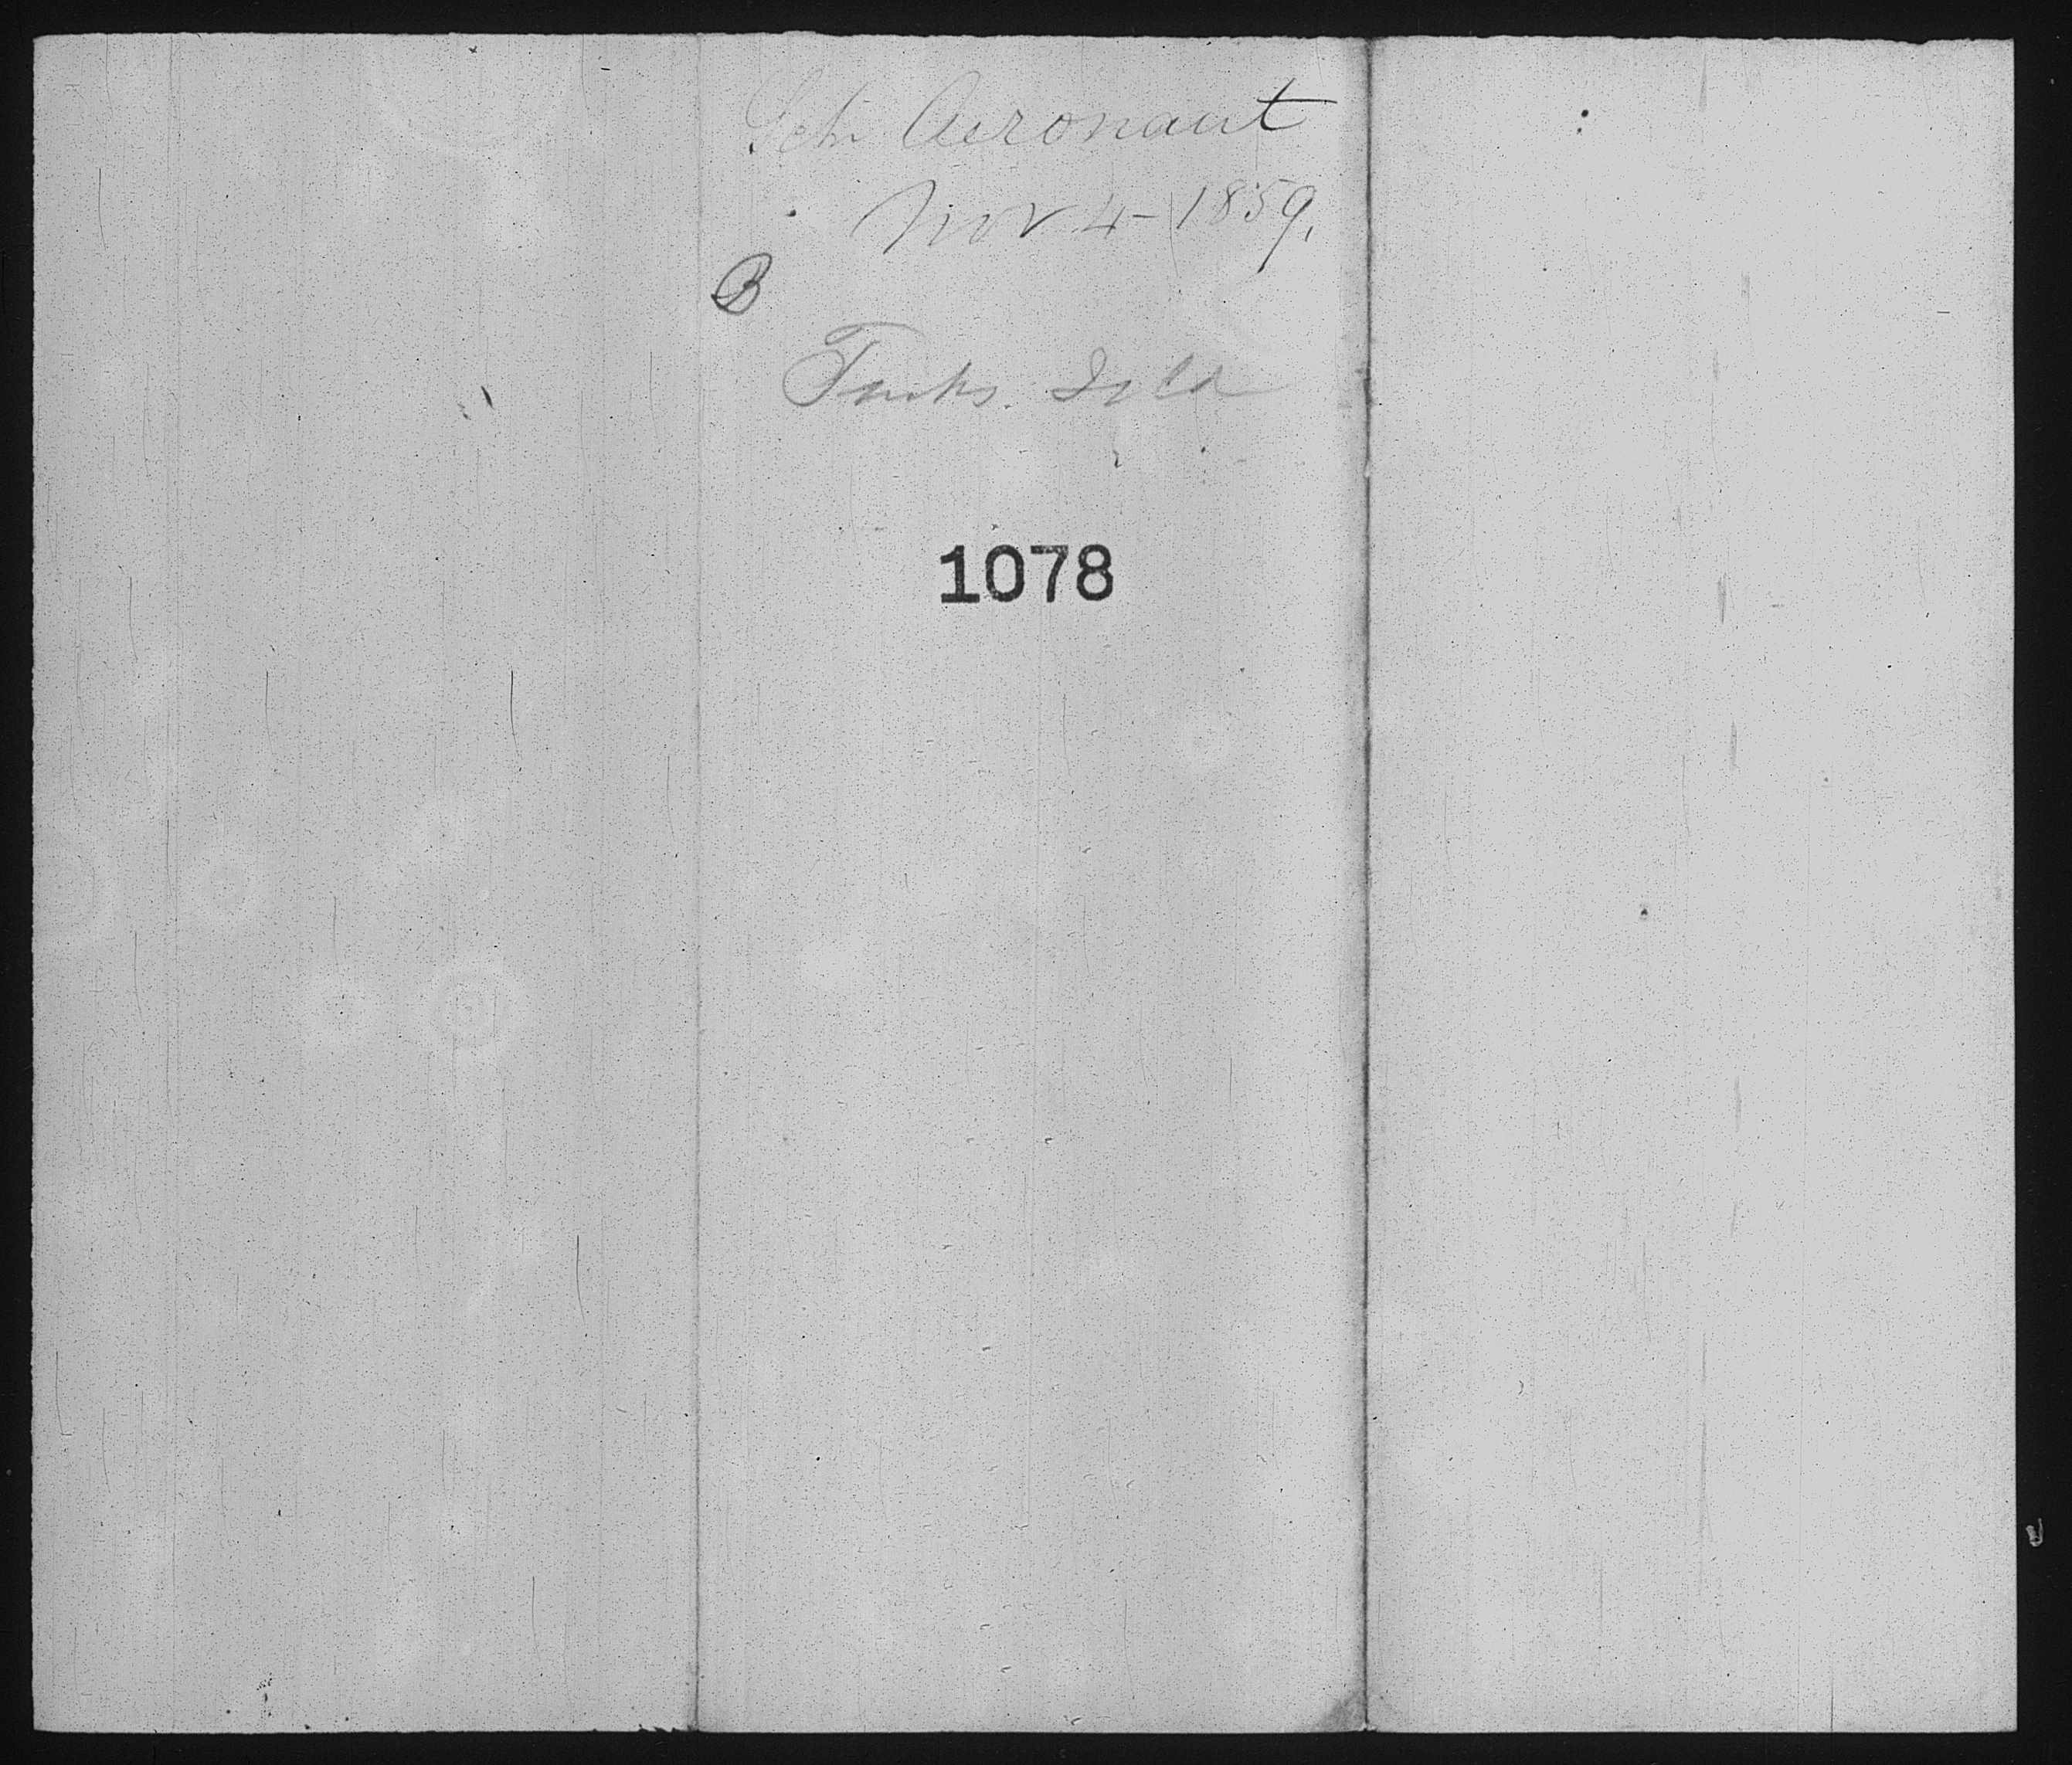 Sch Aeronaut
Nov 4 - 1859.
B
Turks Isld
1078